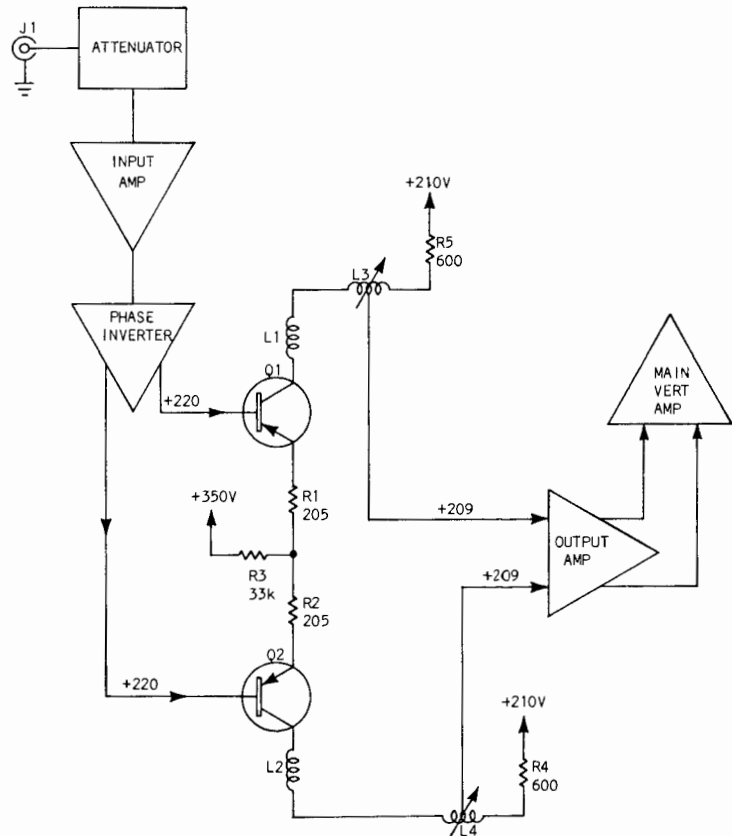 J1
ATTENUATOR
INPUT
AMP
PHASE
INVERTER
+220
Q1
L1
L3
+210V
R5
600
R1
205
+350V
R3
33k
R2
205
+209
+209
OUTPUT
AMP
MAIN
VERT
AMP
Q2
+220
L2
+210V
R4
600
L4